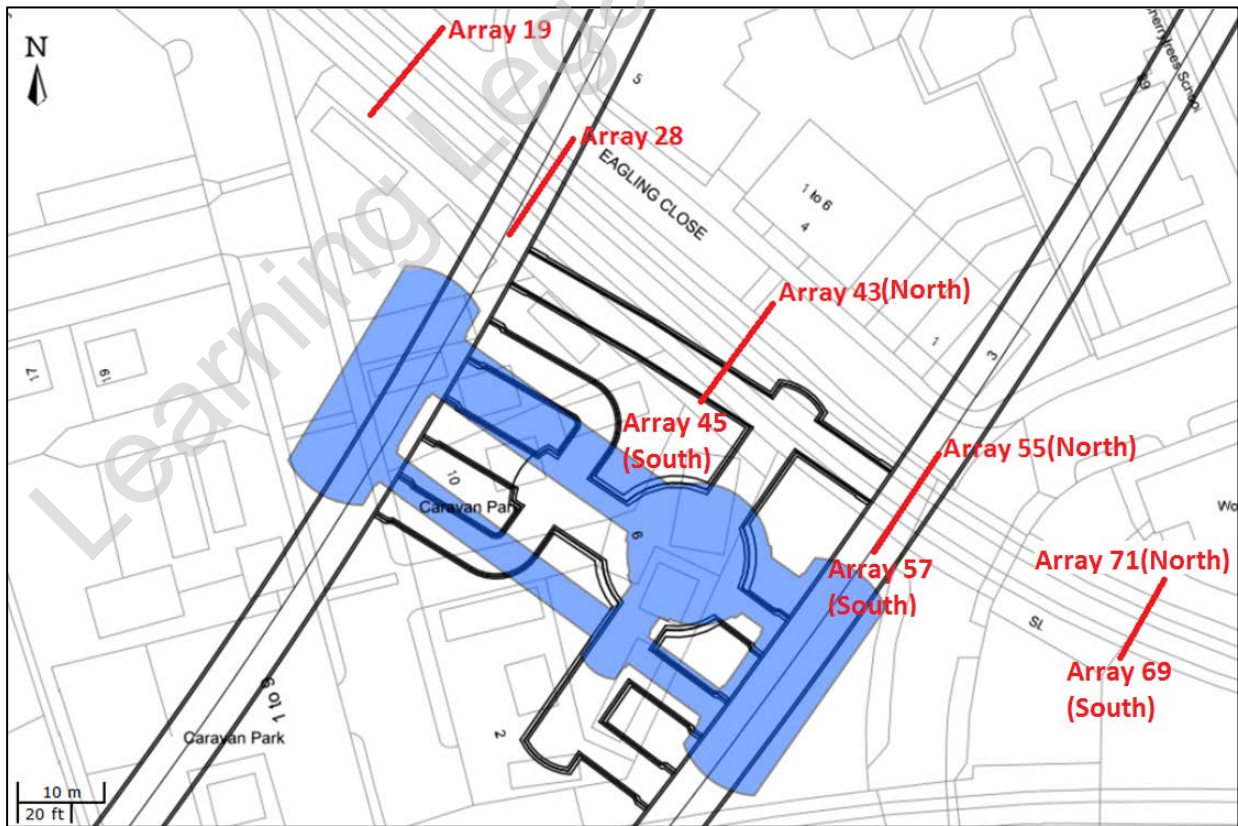 N
Array 19
Array 28
5
EAGLING CLOSE
1 to 6
4
69
Array 43(North)
1
3
17
19
Array 45
(South)
Array 55(North)
10
Caravan Park
6
Array 57
(South)
Array 71(North)
SL
Array 69
(South)
1 to 9
2
Caravan Park
10 m
20 ft
Learning